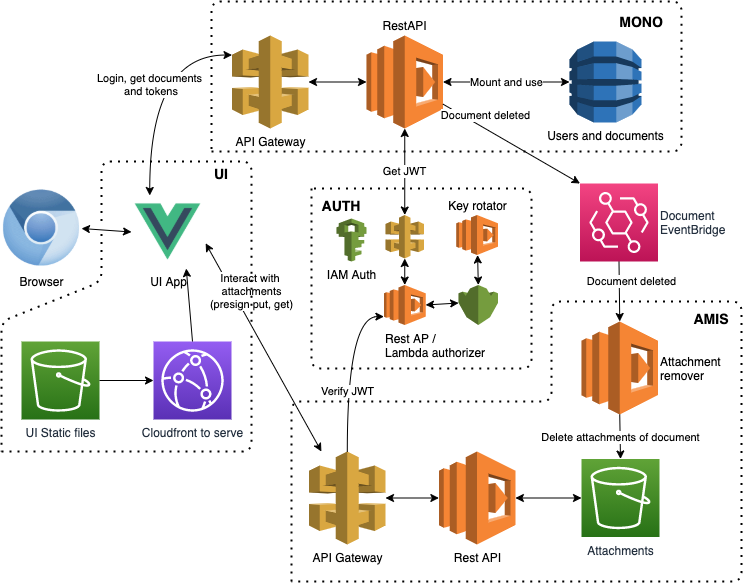 RestAPI
MONO
Login, get documents
and tokens
Mount and use
API Gateway
Document deleted
Users and documents
UI
Get JWT
AUTH
Key rotator
Document
EventBridge
IAM Auth
Browser
UI App
Interact with
attachments
(presign-put, get)
Document deleted
AMIS
Rest AP /
Lambda authorizer
Attachment
remover
Verify JWT
UI Static files
Cloudfront to serve
Delete attachments of document
API Gateway
Rest API
Attachments